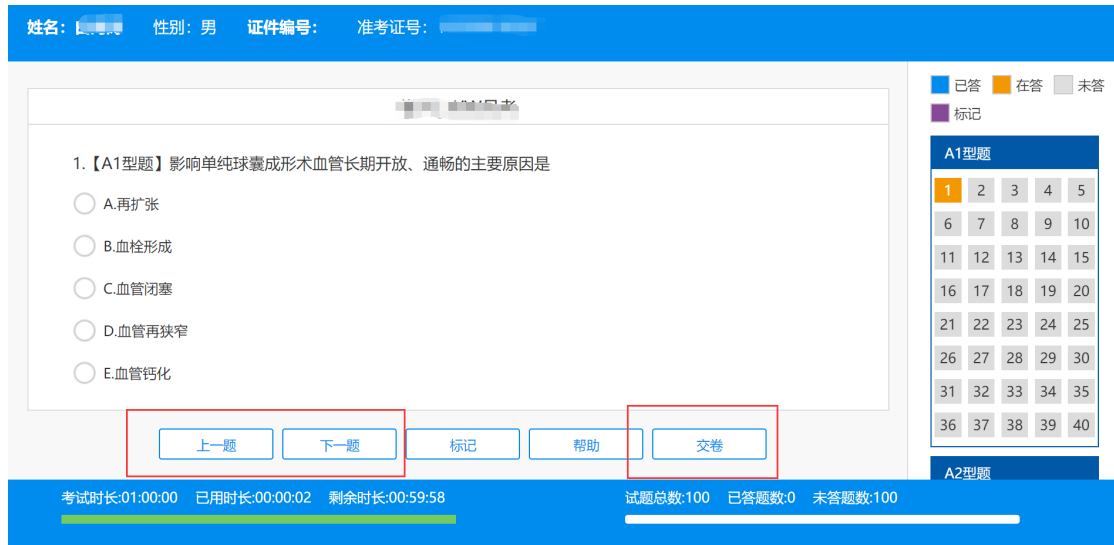 姓名: 性别: 男 证件编号: 准考证号:
已答 在答 未答
标记
1.【A1型题】影响单纯球囊成形术血管长期开放、通畅的主要原因是
A.再扩张
B.血栓形成
C.血管闭塞
D.血管再狭窄
E.血管钙化
上一题 下一题 标记 帮助 交卷
A1型题
1 2 3 4 5
6 7 8 9 10
11 12 13 14 15
16 17 18 19 20
21 22 23 24 25
26 27 28 29 30
31 32 33 34 35
36 37 38 39 40
A2型题
考试时长:01:00:00 已用时长:00:00:02 剩余时长:00:59:58
试题总数:100 已答题数:0 未答题数:100